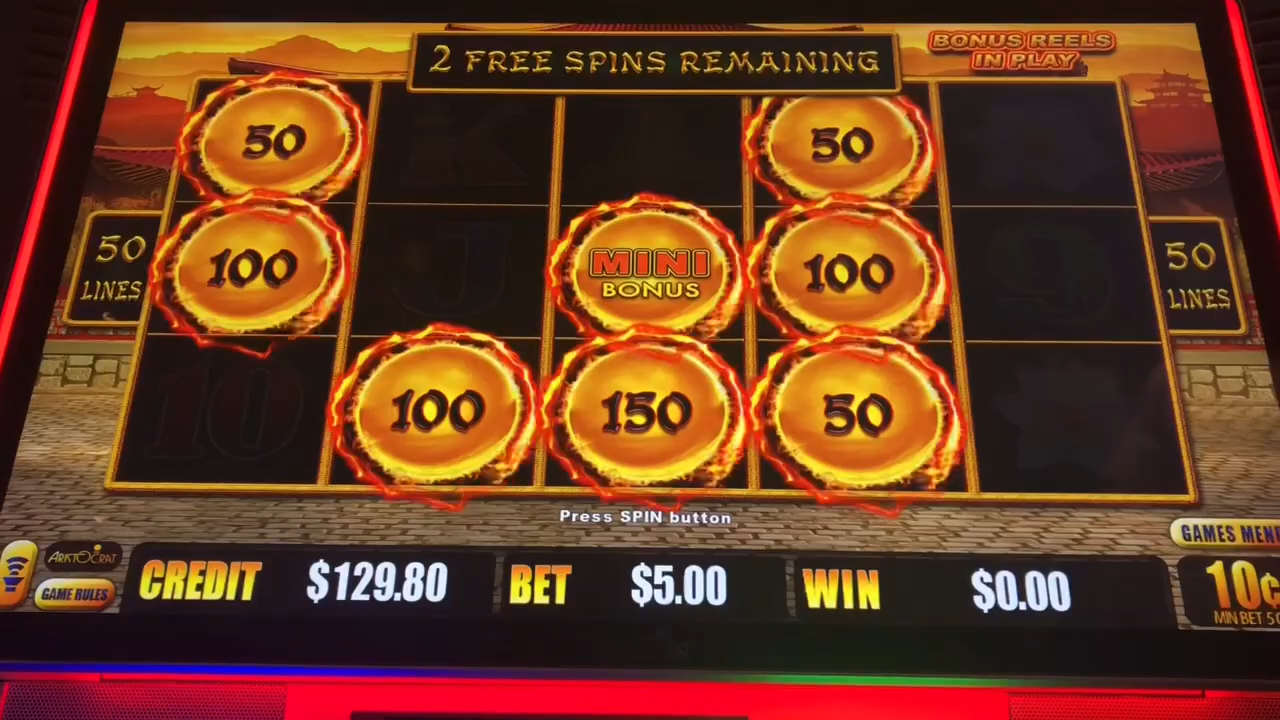 2 FREE SPINS REMAINING
BONUS REELS
IN PLAY
50
50
K
50
LINES
100
J
MINI
BONUS
100
9
50
LINES
10
100
150
50
Press SPIN button
GAMES MENU
ARISTOCRAT
GAME RULES
CREDIT $129.80 BET $5.00 WIN $0.00
10¢
MIN BET